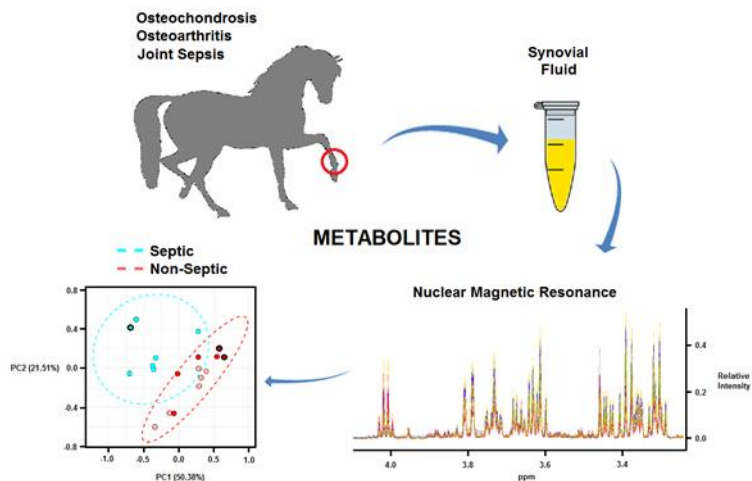 Osteochondrosis
Osteoarthritis
Joint Sepsis
Synovial
Fluid
METABOLITES
Septic
Non-Septic
Nuclear Magnetic Resonance
0.8
0.4
0.0
-0.4
-0.8
PC2 (21.51%)
-1.0
-0.5
0.0
0.5
1.0
PC1 (50.38%)
0.4
0.2
0.0
Relative
Intensity
4.0
3.8
3.6
3.4
ppm